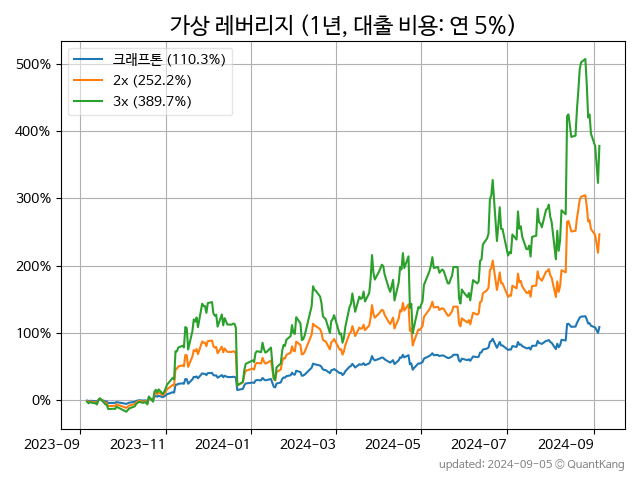 가상 레버리지 (1년, 대출 비용: 연 5%)
크래프톤 (110.3%)
2x (252.2%)
3x (389.7%)
500%
400%
300%
200%
100%
0%
2023-09 2023-11 2024-01 2024-03 2024-05 2024-07 2024-09
updated: 2024-09-05 © QuantKang